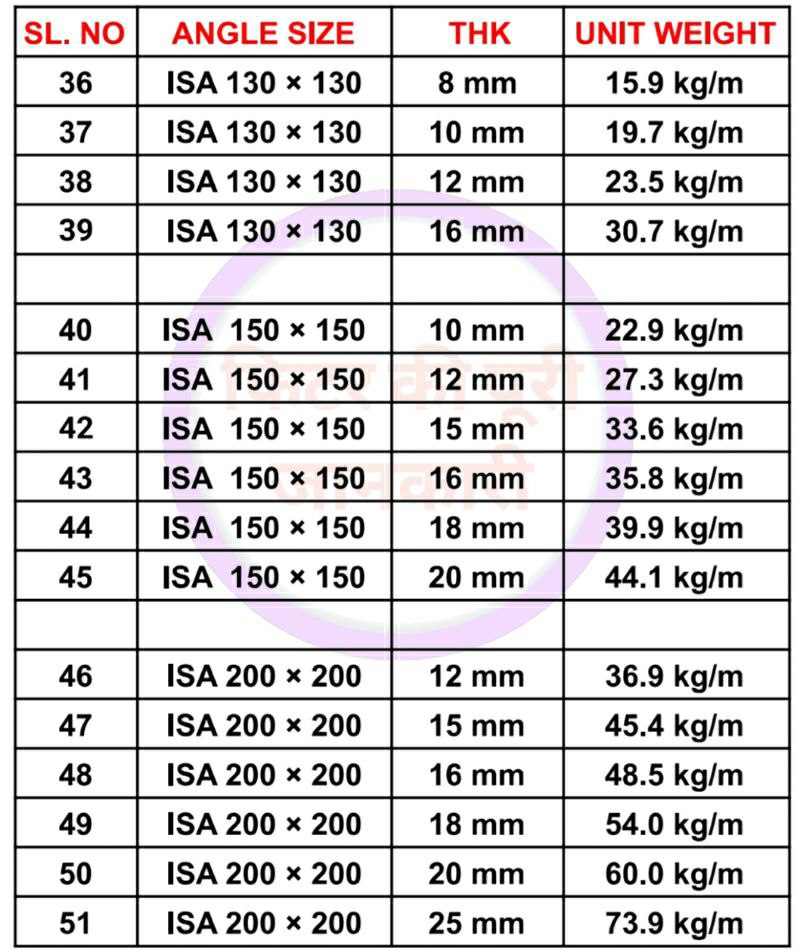 SL. NO ANGLE SIZE THK UNIT WEIGHT
36 ISA 130 × 130 8 mm 15.9 kg/m
37 ISA 130 × 130 10 mm 19.7 kg/m
38 ISA 130 × 130 12 mm 23.5 kg/m
39 ISA 130 × 130 16 mm 30.7 kg/m
40 ISA 150 × 150 10 mm 22.9 kg/m
41 ISA 150 × 150 12 mm 27.3 kg/m
फिटर की पूरी
42 ISA 150 × 150 15 mm 33.6 kg/m
43 ISA 150 × 150 16 mm 35.8 kg/m
जानकारी
44 ISA 150 × 150 18 mm 39.9 kg/m
45 ISA 150 × 150 20 mm 44.1 kg/m
46 ISA 200 × 200 12 mm 36.9 kg/m
47 ISA 200 × 200 15 mm 45.4 kg/m
48 ISA 200 × 200 16 mm 48.5 kg/m
49 ISA 200 × 200 18 mm 54.0 kg/m
50 ISA 200 × 200 20 mm 60.0 kg/m
51 ISA 200 × 200 25 mm 73.9 kg/m